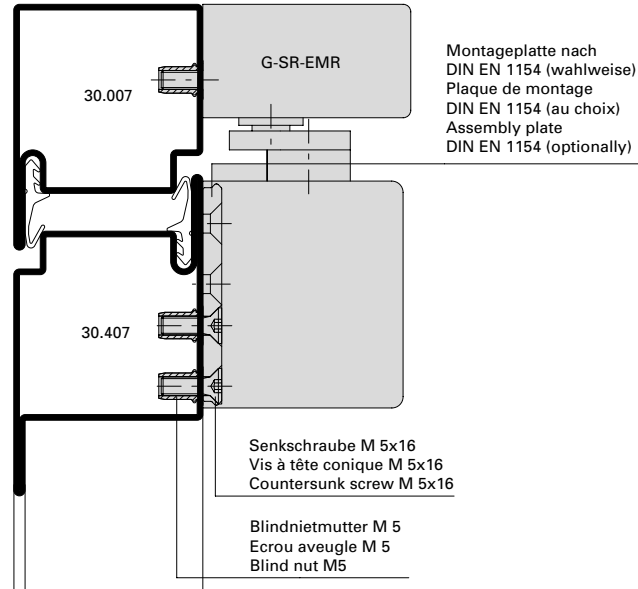 G-SR-EMR
30.007
Montageplatte nach
DIN EN 1154 (wahlweise)
Plaque de montage
DIN EN 1154 (au choix)
Assembly plate
DIN EN 1154 (optionally)
30.407
Senkschraube M 5x16
Vis à tête conique M 5x16
Countersunk screw M 5x16
Blindnietmutter M 5
Ecrou aveugle M 5
Blind nut M5